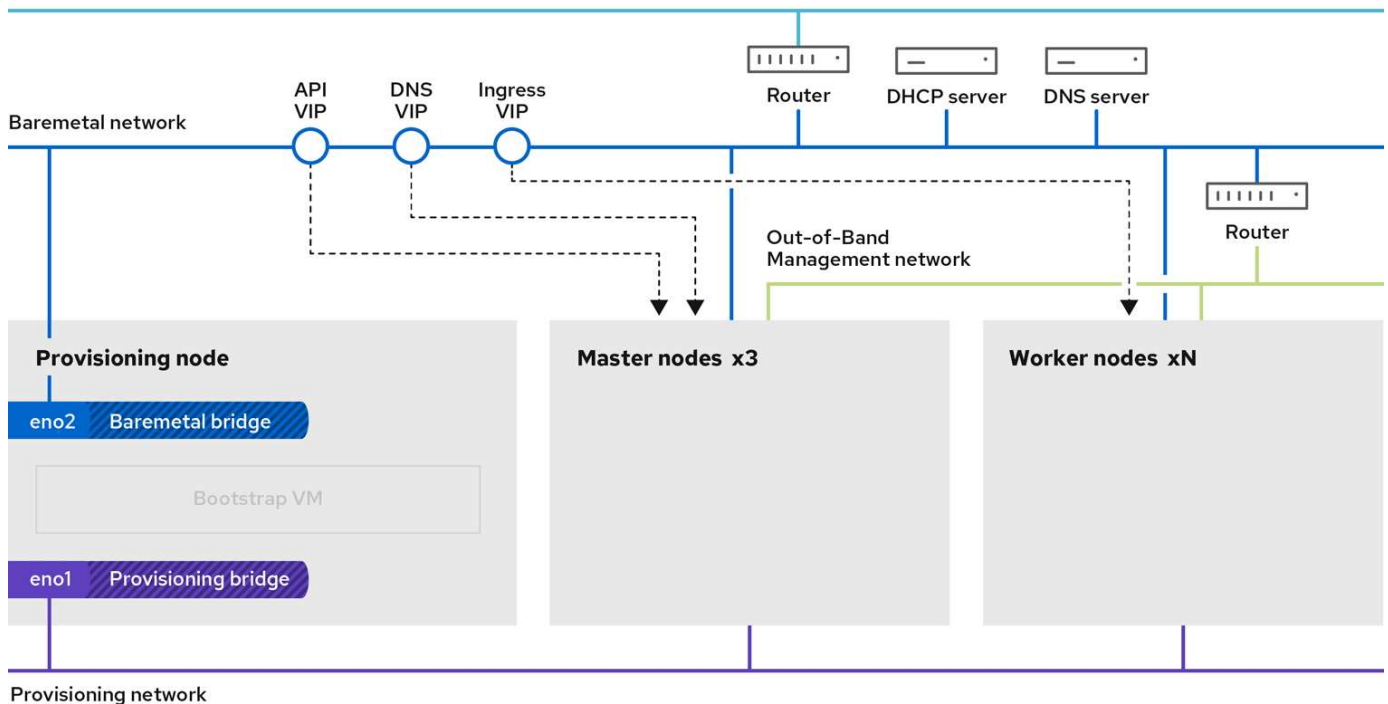 API
VIP
DNS
VIP
Ingress
VIP
Router
DHCP server
DNS server
Baremetal network
Router
Out-of-Band
Management network
Provisioning node
Master nodes x3
Worker nodes xN
eno2
Baremetal bridge
Bootstrap VM
eno1
Provisioning bridge
Provisioning network